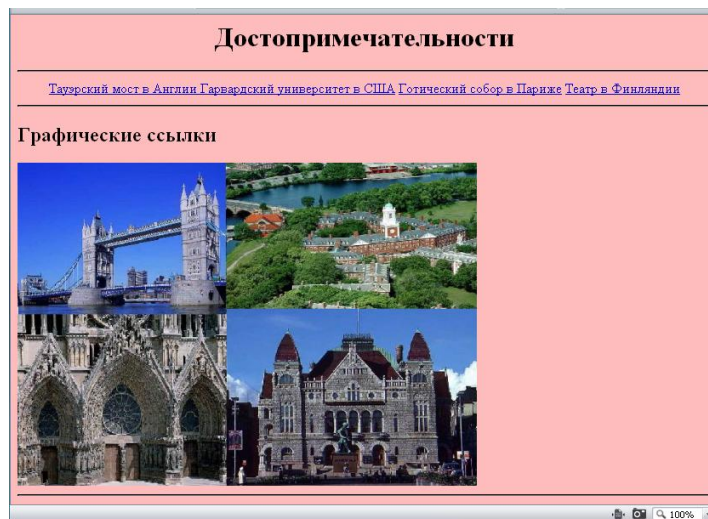 Достопримечательности
Тауэрский мост в Англии Гарвардский университет в США Готический собор в Париже Театр в Финляндии
Графические ссылки
100%